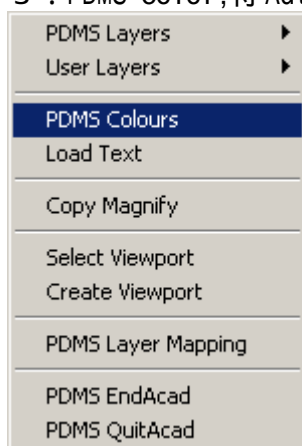 PDMS Layers
User Layers
PDMS Colours
Load Text
Copy Magnify
Select Viewport
Create Viewport
PDMS Layer Mapping
PDMS EndAcad
PDMS QuitAcad